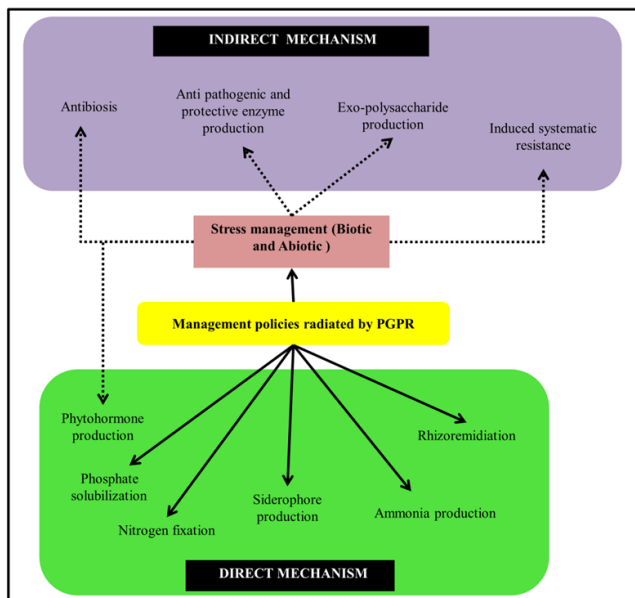 INDIRECT MECHANISM
Antibiosis
Anti pathogenic and
protective enzyme
production
Exo-polysaccharide
production
Induced systematic
resistance
Stress management (Biotic
and Abiotic )
Management policies radiated by PGPR
Phytohormone
production
Rhizoremidiation
Phosphate
solubilization
Siderophore
production
Ammonia production
Nitrogen fixation
DIRECT MECHANISM